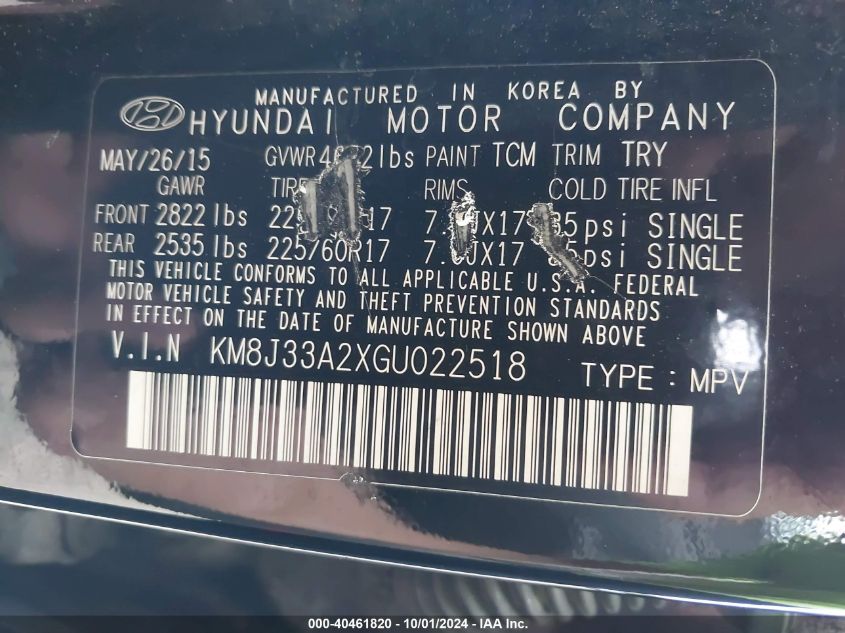 MANUFACTURED IN KOREA BY
HYUNDAI MOTOR COMPANY
MAY/26/15 lbs PAINT TCM TRIM TRY
GAWR RIMS COLD TIRE INFL
FRONT 2822 lbs SINGLE
REAR 2535 lbs 225/60R17 SINGLE
THIS VEHICLE CONFORMS TO ALL APPLICABLE U.S.A. FEDERAL
MOTOR VEHICLE SAFETY AND THEFT PREVENTION STANDARDS
IN EFFECT ON THE DATE OF MANUFACTURE SHOWN ABOVE
V.I.N KM8J33A2XGU022518 TYPE : MPV
000-40461820 - 10/01/2024 - IAA Inc.